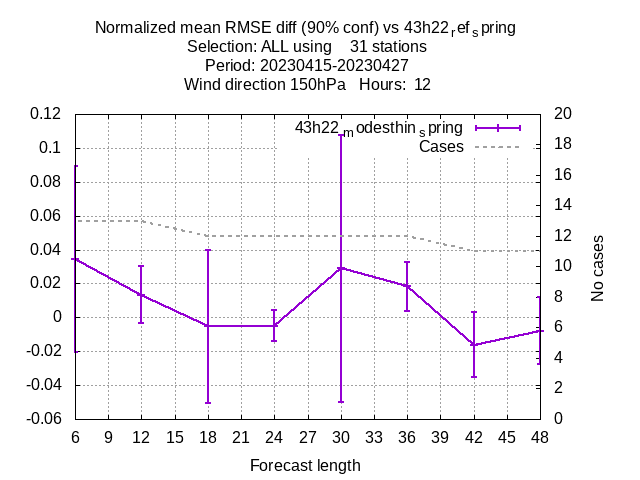 Normalized mean RMSE diff (90% conf) vs 43h22refspring
Selection: ALL using 31 stations
Period: 20230415-20230427
Wind direction 150hPa Hours: 12
0.12
0.1
0.08
0.06
0.04
0.02
0
-0.02
-0.04
-0.06
43h22modesthinspring
Cases
20
18
16
14
12
10
8
6
4
2
0
No cases
6 9 12 15 18 21 24 27 30 33 36 39 42 45 48
Forecast length